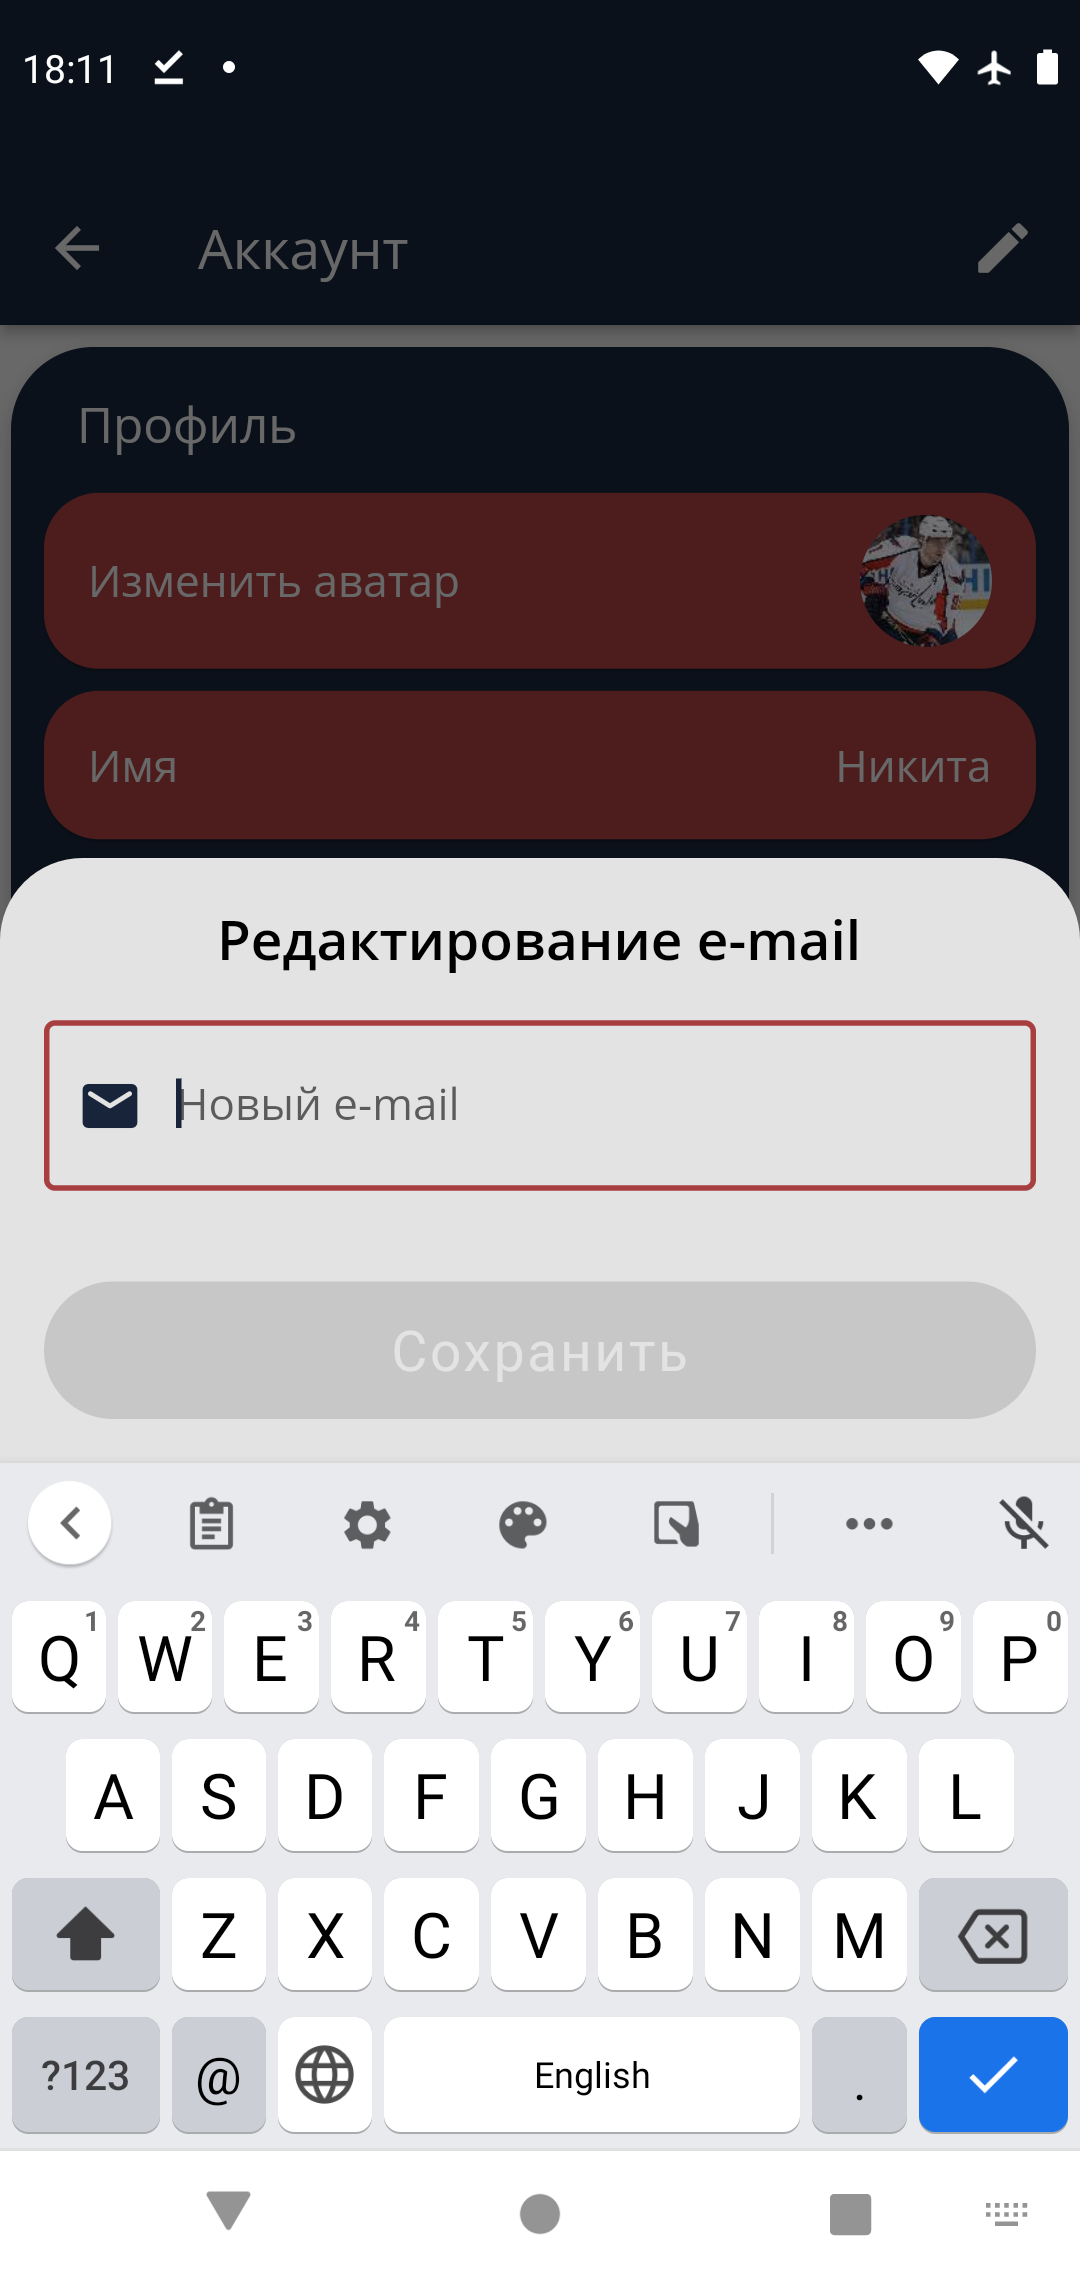 18:11
Аккаунт
Профиль
Изменить аватар
Имя Никита
Редактирование e-mail
Новый e-mail
Сохранить
1 2 3 4 5 6 7 8 9 0
Q W E R T Y U I O P
A S D F G H J K L
Z X C V B N M
?123 @ English .